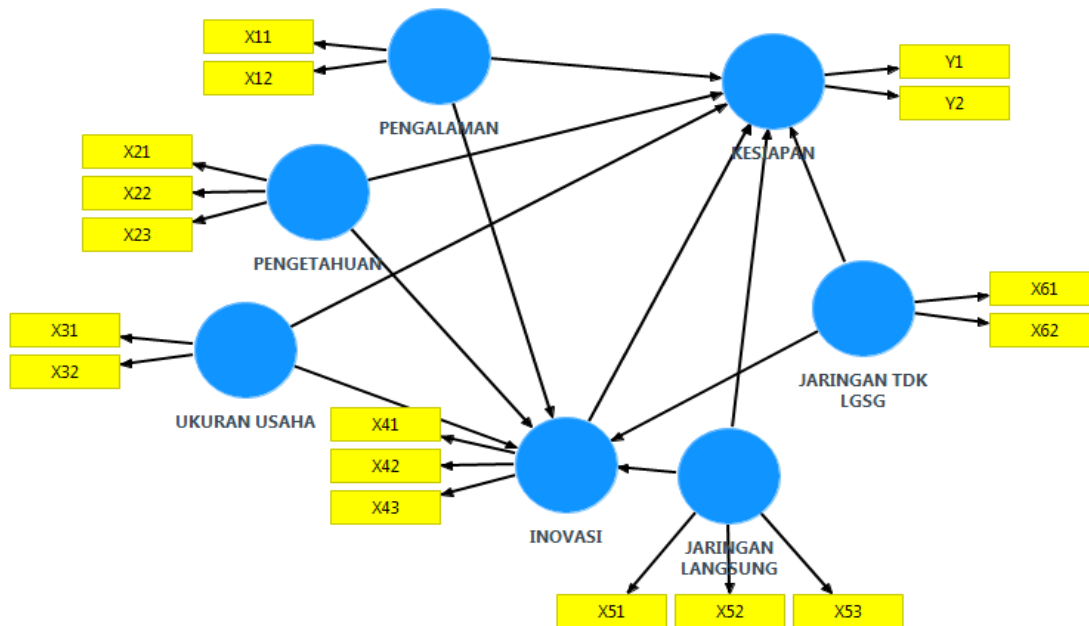 X11
X12
PENGALAMAN
Y1
Y2
KESIAPAN
X21
X22
X23
PENGETAHUAN
X31
X32
UKURAN USAHA
X61
X62
JARINGAN TDK
LGSG
X41
X42
X43
INOVASI
JARINGAN
LANGSUNG
X51
X52
X53